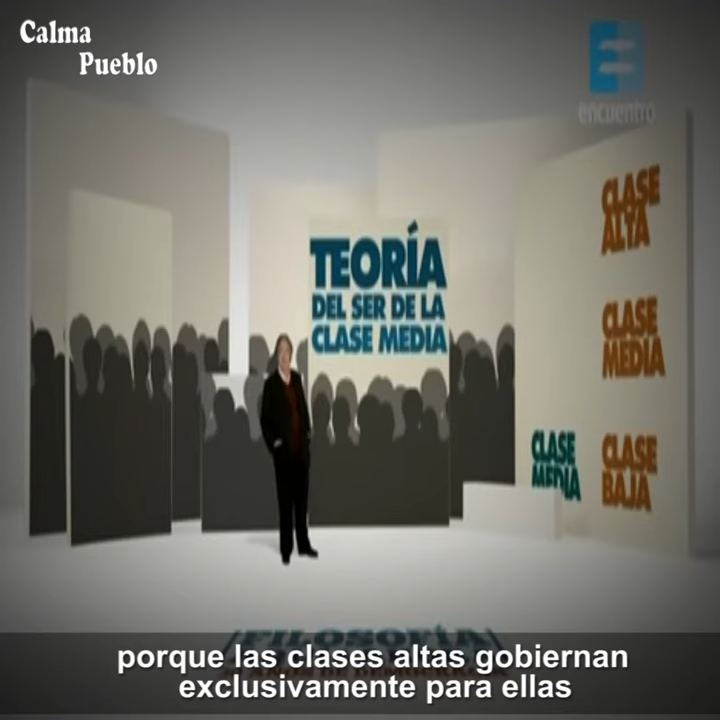 Calma
Pueblo
encuentro
CLASE
ALTA
TEORÍA
DEL SER DE LA
CLASE MEDIA
CLASE
MEDIA
CLASE
MEDIA
CLASE
BAJA
FILOSOFÍA
porque las clases altas gobiernan
exclusivamente para ellas